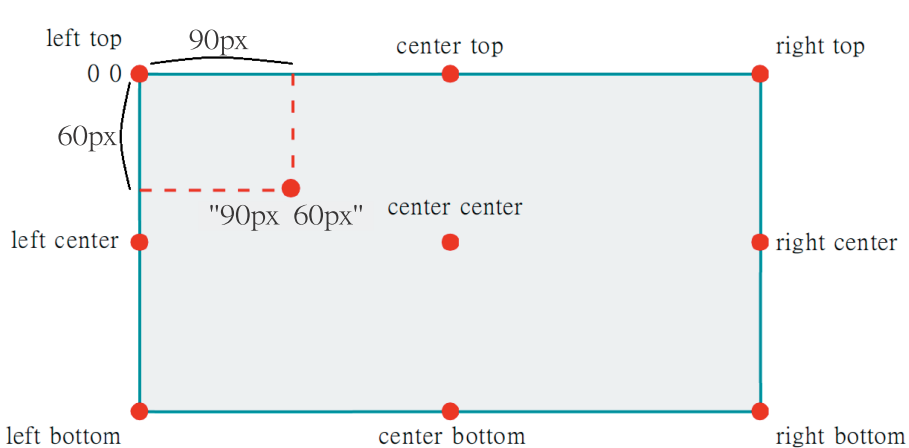 left top
90px
center top
right top
0 0
60px
"90px 60px"
center center
left center
right center
left bottom
center bottom
right bottom